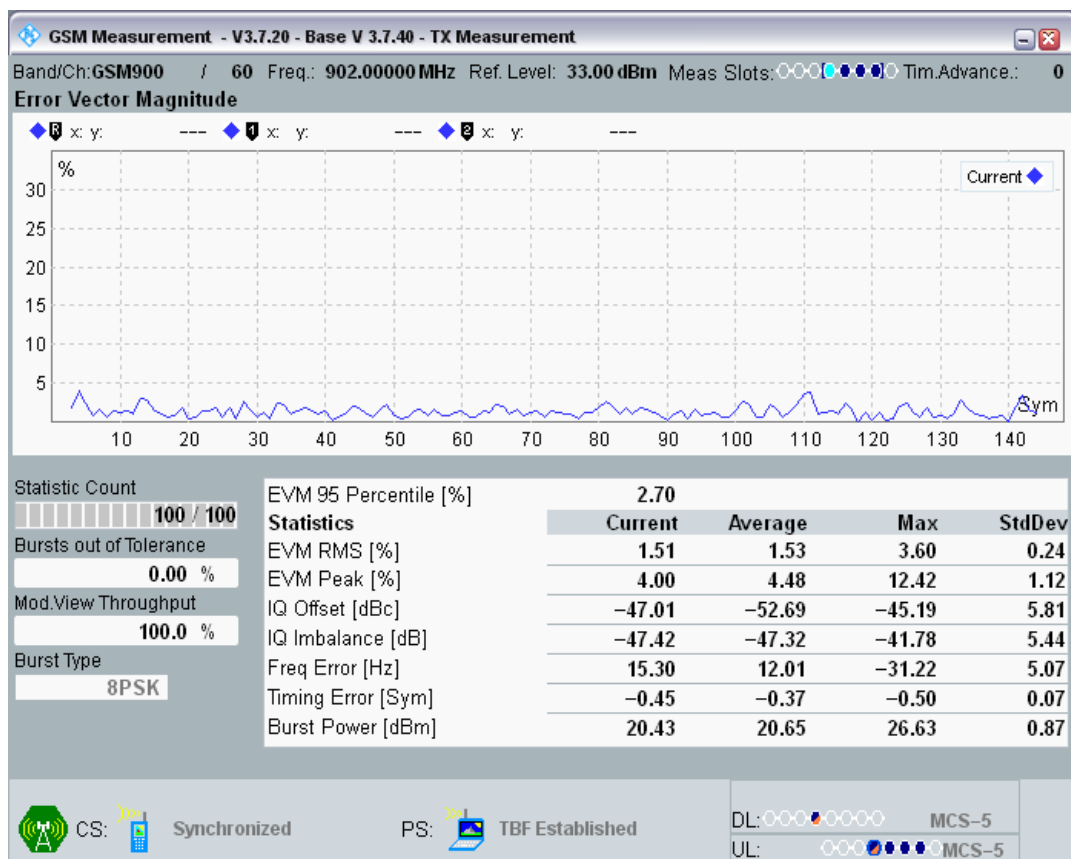 GSM Measurement - V3.7.20 - Base V 3.7.40 - TX Measurement
Band/Ch:GSM900 / 60 Freq.: 902.00000 MHz Ref. Level: 33.00 dBm Meas Slots: Tim.Advance.: 0
Error Vector Magnitude
R x: y: --- 1 x: y: --- 2 x: y: ---
%
Current
30
25
20
15
10
5
Sym
10 20 30 40 50 60 70 80 90 100 110 120 130 140
Statistic Count
100 / 100
Bursts out of Tolerance
0.00 %
Mod.View Throughput
100.0 %
Burst Type
8PSK
EVM 95 Percentile [%] 2.70
Statistics Current Average Max StdDev
EVM RMS [%] 1.51 1.53 3.60 0.24
EVM Peak [%] 4.00 4.48 12.42 1.12
IQ Offset [dBc] −47.01 −52.69 −45.19 5.81
IQ Imbalance [dB] −47.42 −47.32 −41.78 5.44
Freq Error [Hz] 15.30 12.01 −31.22 5.07
Timing Error [Sym] −0.45 −0.37 −0.50 0.07
Burst Power [dBm] 20.43 20.65 26.63 0.87
CS: Synchronized PS: TBF Established
DL: MCS−5
UL: MCS−5